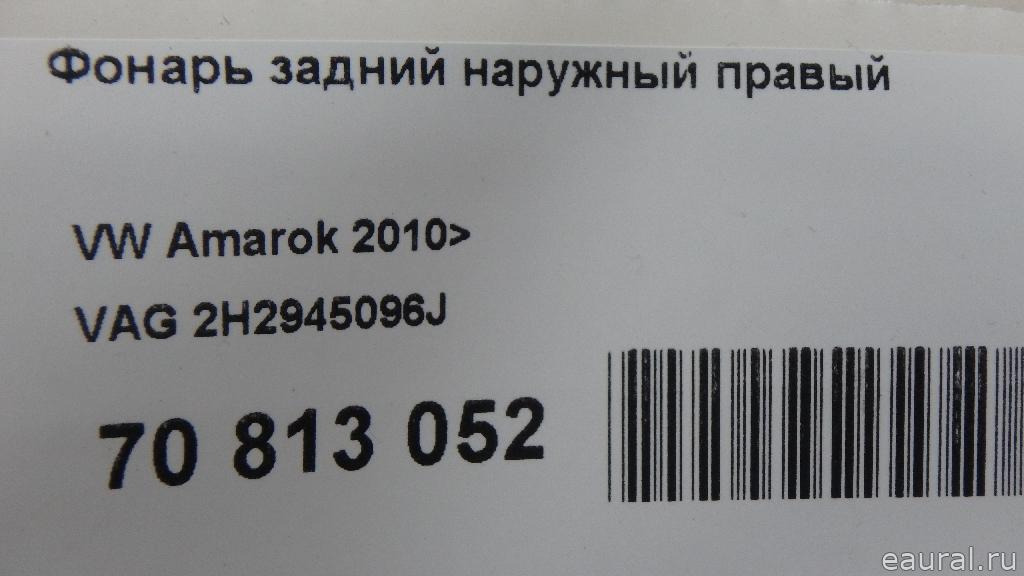 Фонарь задний наружный правый
VW Amarok 2010>
VAG 2H2945096J
70 813 052
eaural.ru